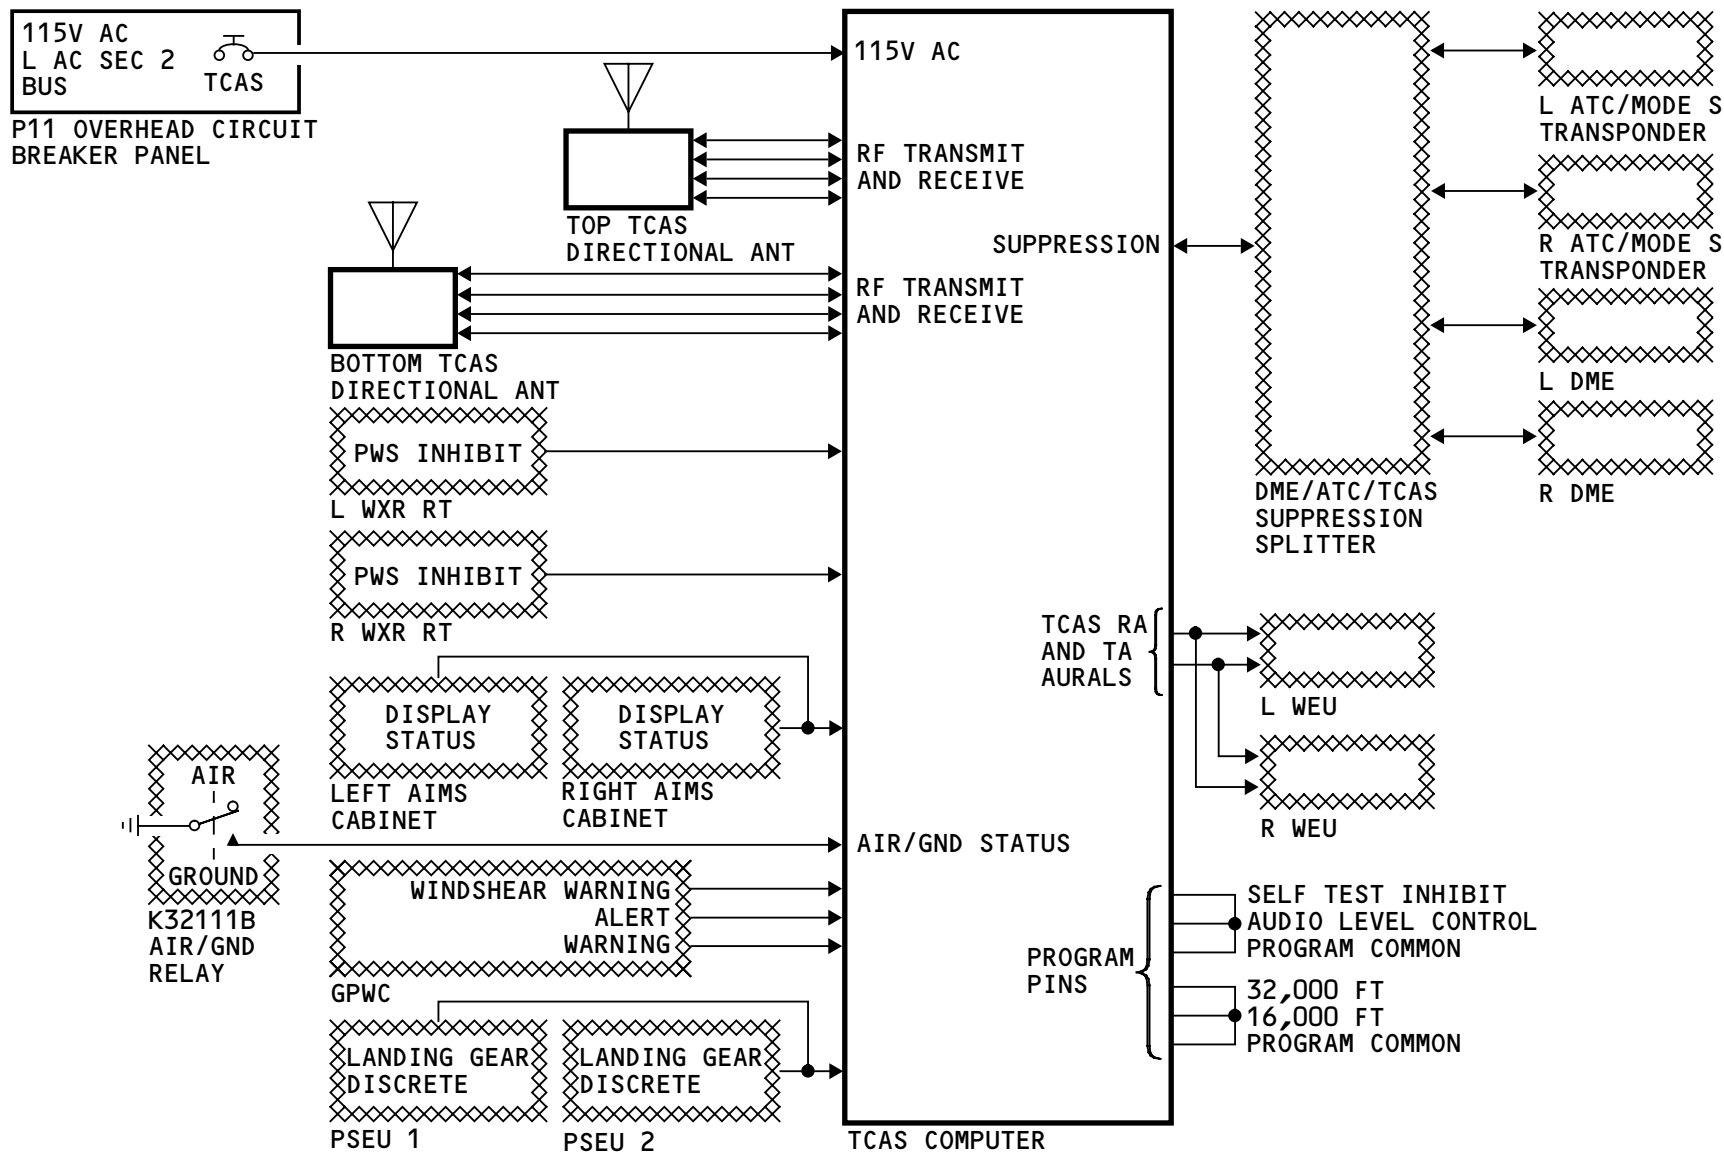 115V AC
L AC SEC 2
BUS
TCAS
P11 OVERHEAD CIRCUIT
BREAKER PANEL
TOP TCAS
DIRECTIONAL ANT
BOTTOM TCAS
DIRECTIONAL ANT
PWS INHIBIT
L WXR RT
PWS INHIBIT
R WXR RT
DISPLAY
STATUS
LEFT AIMS
CABINET
DISPLAY
STATUS
RIGHT AIMS
CABINET
AIR
GROUND
K32111B
AIR/GND
RELAY
WINDSHEAR WARNING
ALERT
WARNING
GPWC
LANDING GEAR
DISCRETE
PSEU 1
LANDING GEAR
DISCRETE
PSEU 2
115V AC
RF TRANSMIT
AND RECEIVE
SUPPRESSION
RF TRANSMIT
AND RECEIVE
TCAS RA
AND TA
AURALS
AIR/GND STATUS
PROGRAM
PINS
TCAS COMPUTER
DME/ATC/TCAS
SUPPRESSION
SPLITTER
L ATC/MODE S
TRANSPONDER
R ATC/MODE S
TRANSPONDER
L DME
R DME
L WEU
R WEU
SELF TEST INHIBIT
AUDIO LEVEL CONTROL
PROGRAM COMMON
32,000 FT
16,000 FT
PROGRAM COMMON